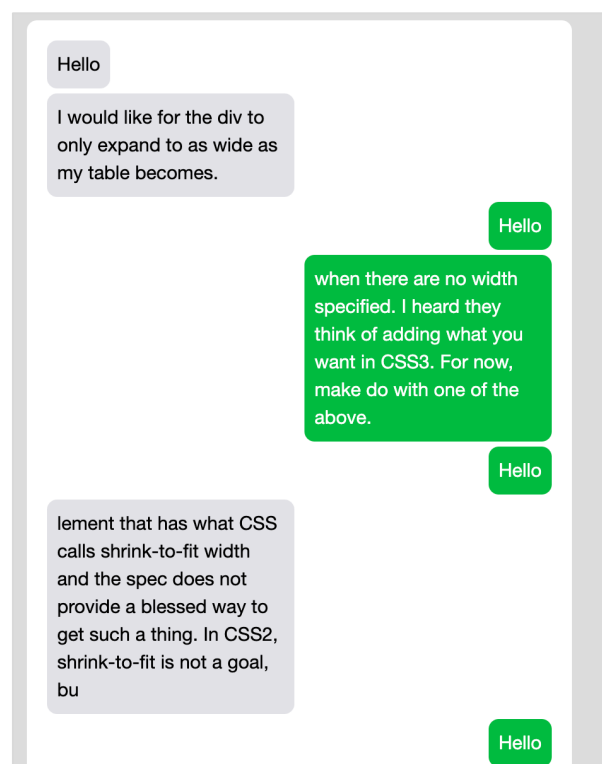 Hello
I would like for the div to
only expand to as wide as
my table becomes.
Hello
when there are no width
specified. I heard they
think of adding what you
want in CSS3. For now,
make do with one of the
above.
Hello
lement that has what CSS
calls shrink-to-fit width
and the spec does not
provide a blessed way to
get such a thing. In CSS2,
shrink-to-fit is not a goal,
bu
Hello